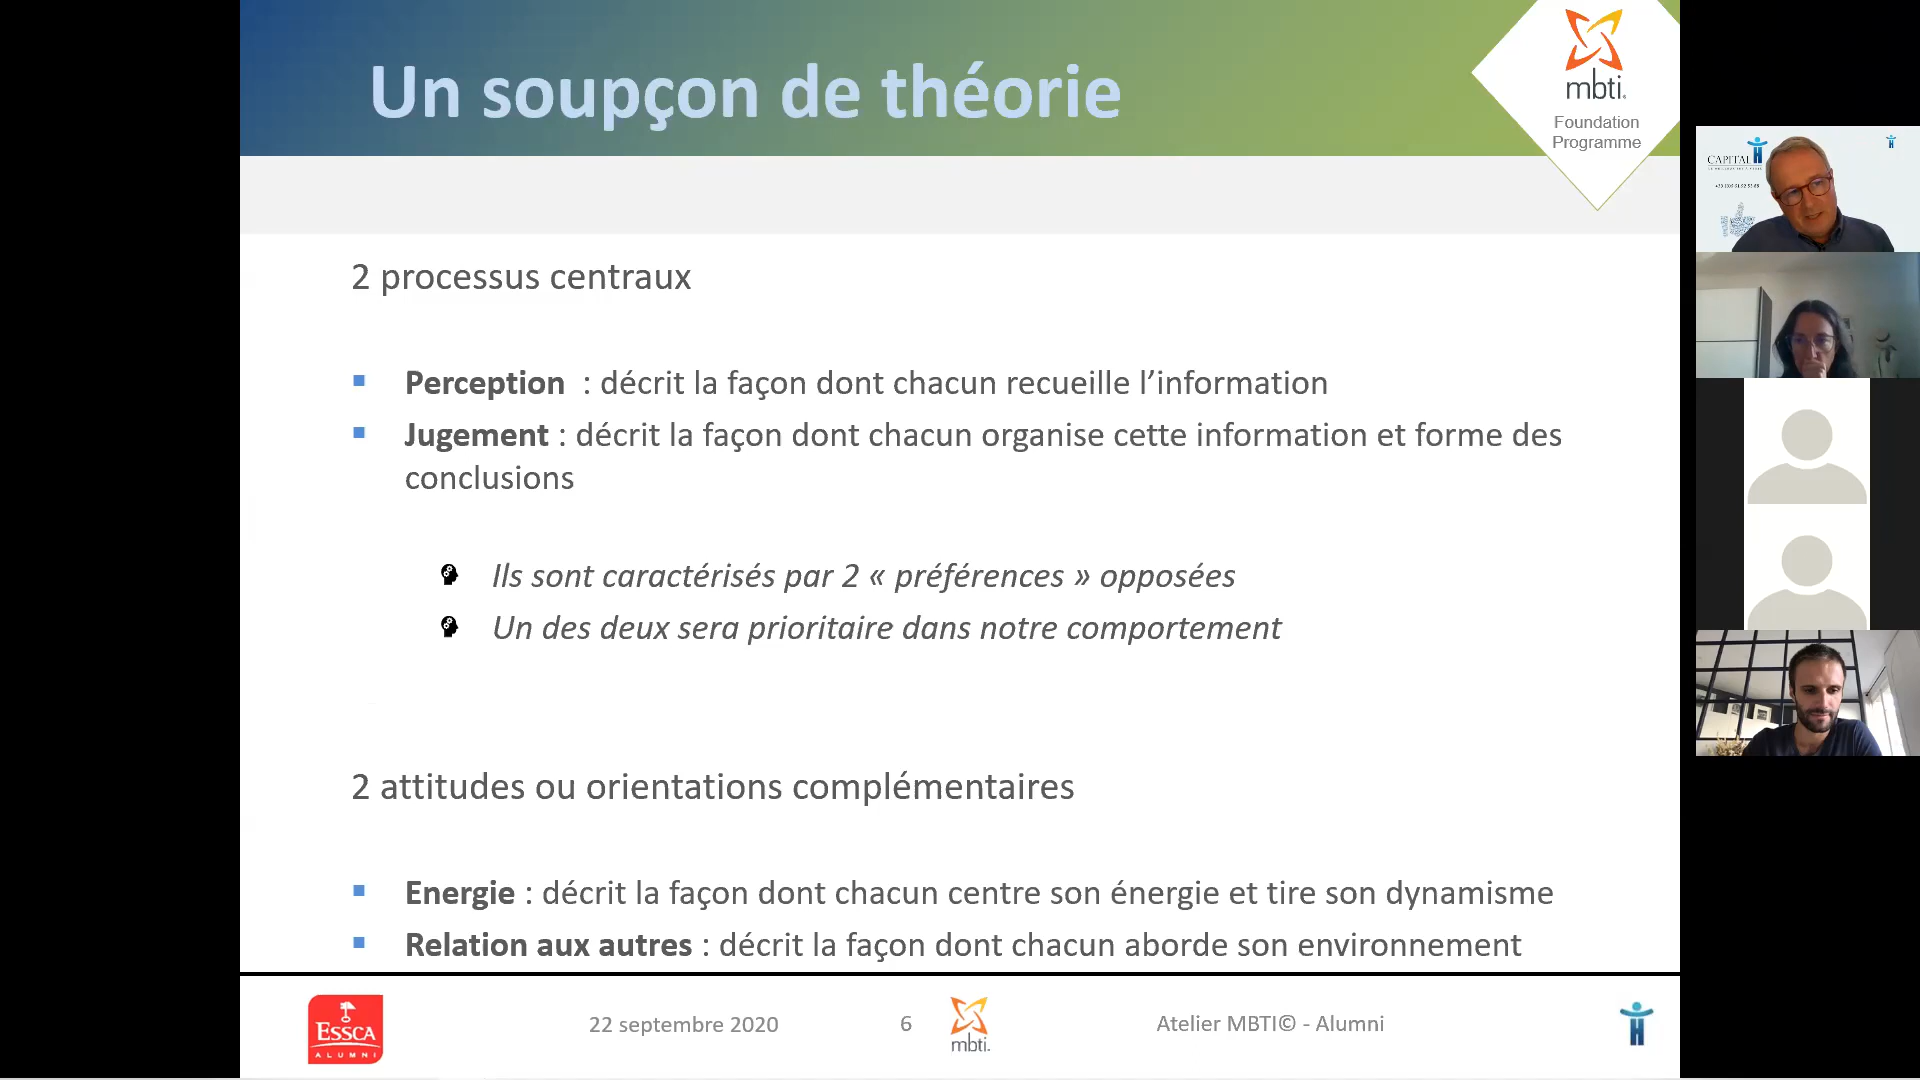 Un soupçon de théorie
mbti.
Foundation
Programme
2 processus centraux
Perception : décrit la façon dont chacun recueille l’information
Jugement : décrit la façon dont chacun organise cette information et forme des
conclusions
Ils sont caractérisés par 2 « préférences » opposées
Un des deux sera prioritaire dans notre comportement
2 attitudes ou orientations complémentaires
Energie : décrit la façon dont chacun centre son énergie et tire son dynamisme
Relation aux autres : décrit la façon dont chacun aborde son environnement
ESSCA
ALUMNI
22 septembre 2020
6
mbti.
Atelier MBTI© - Alumni
CAPITAL H